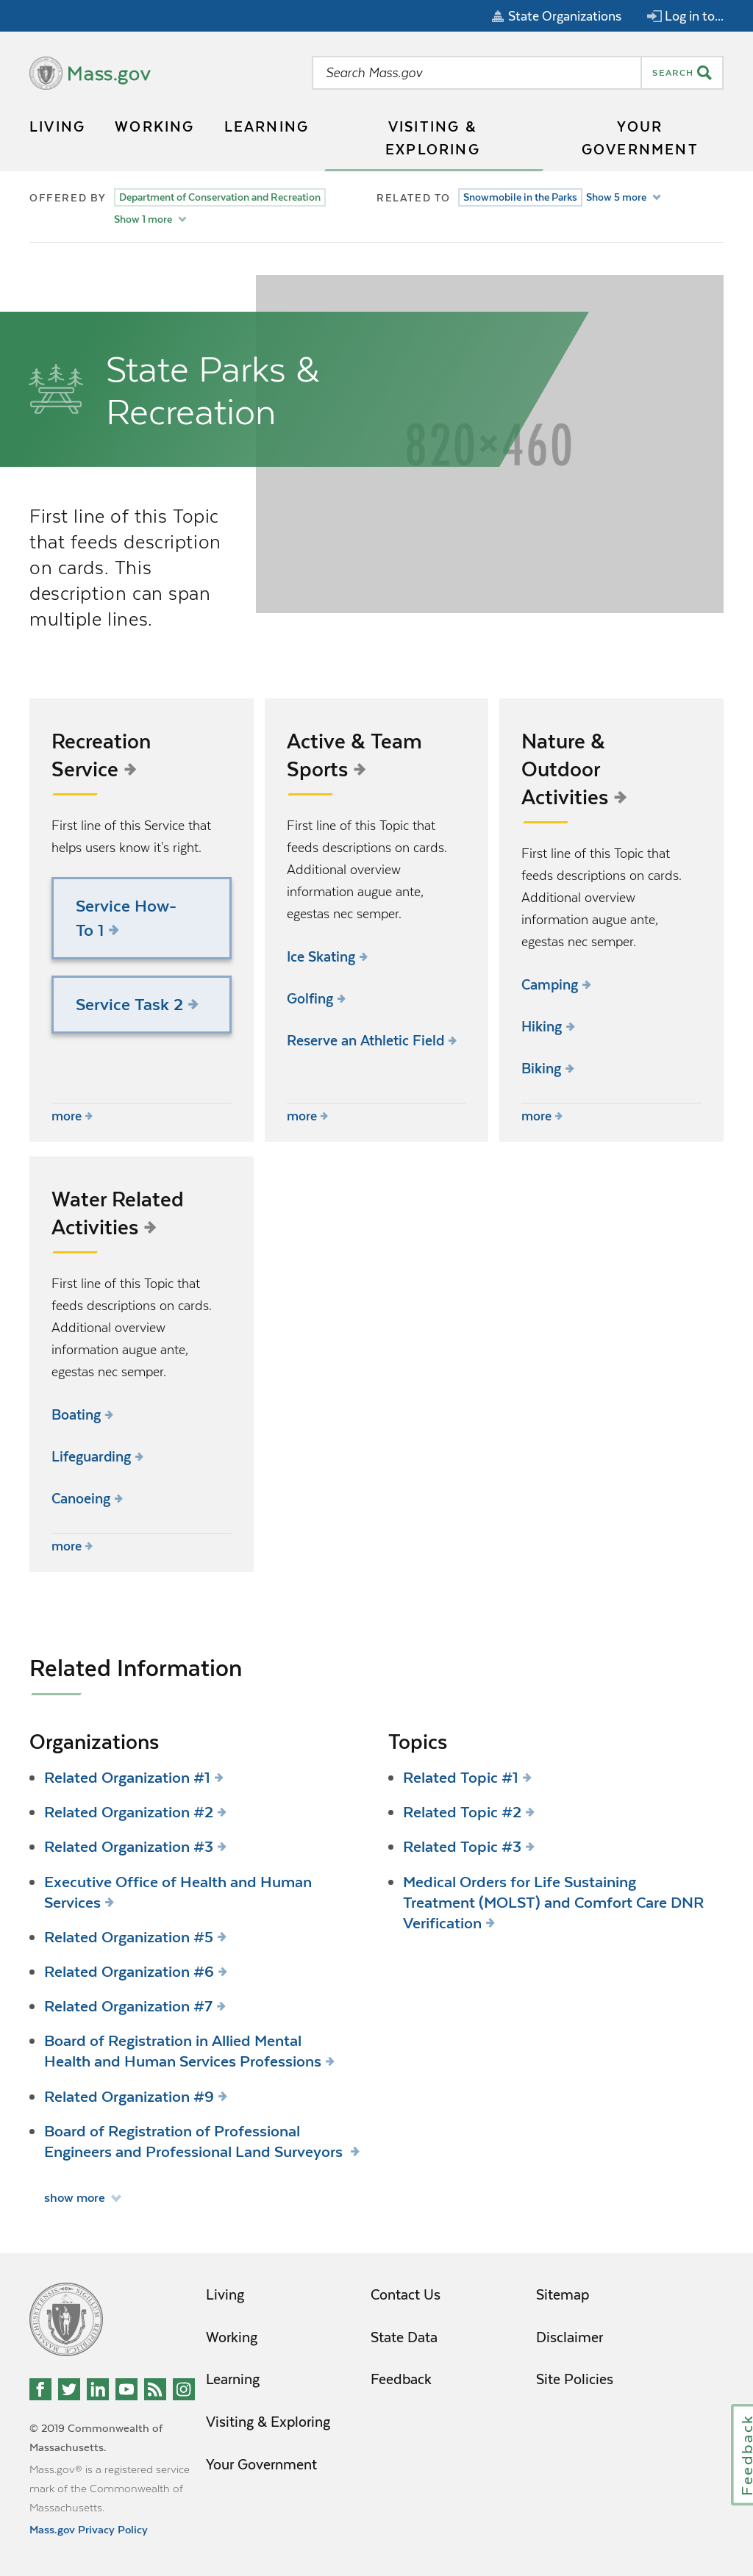 State Organizations
Log in to...
Mass.gov
Search Mass.gov
SEARCH
LIVING
WORKING
LEARNING
VISITING &
EXPLORING
YOUR
GOVERNMENT
OFFERED BY
Department of Conservation and Recreation
Show 1 more
RELATED TO
Snowmobile in the Parks
Show 5 more
State Parks &
Recreation
820×460
First line of this Topic
that feeds description
on cards. This
description can span
multiple lines.
Recreation
Service
First line of this Service that
helps users know it's right.
Service How-
To 1
Service Task 2
more
Active & Team
Sports
First line of this Topic that
feeds descriptions on cards.
Additional overview
information augue ante,
egestas nec semper.
Ice Skating
Golfing
Reserve an Athletic Field
more
Nature &
Outdoor
Activities
First line of this Topic that
feeds descriptions on cards.
Additional overview
information augue ante,
egestas nec semper.
Camping
Hiking
Biking
more
Water Related
Activities
First line of this Topic that
feeds descriptions on cards.
Additional overview
information augue ante,
egestas nec semper.
Boating
Lifeguarding
Canoeing
more
Related Information
Organizations
Related Organization #1
Related Organization #2
Related Organization #3
Executive Office of Health and Human
Services
Related Organization #5
Related Organization #6
Related Organization #7
Board of Registration in Allied Mental
Health and Human Services Professions
Related Organization #9
Board of Registration of Professional
Engineers and Professional Land Surveyors
show more
Topics
Related Topic #1
Related Topic #2
Related Topic #3
Medical Orders for Life Sustaining
Treatment (MOLST) and Comfort Care DNR
Verification
© 2019 Commonwealth of
Massachusetts.
Mass.gov® is a registered service
mark of the Commonwealth of
Massachusetts.
Mass.gov Privacy Policy
Living
Working
Learning
Visiting & Exploring
Your Government
Contact Us
State Data
Feedback
Sitemap
Disclaimer
Site Policies
Feedback